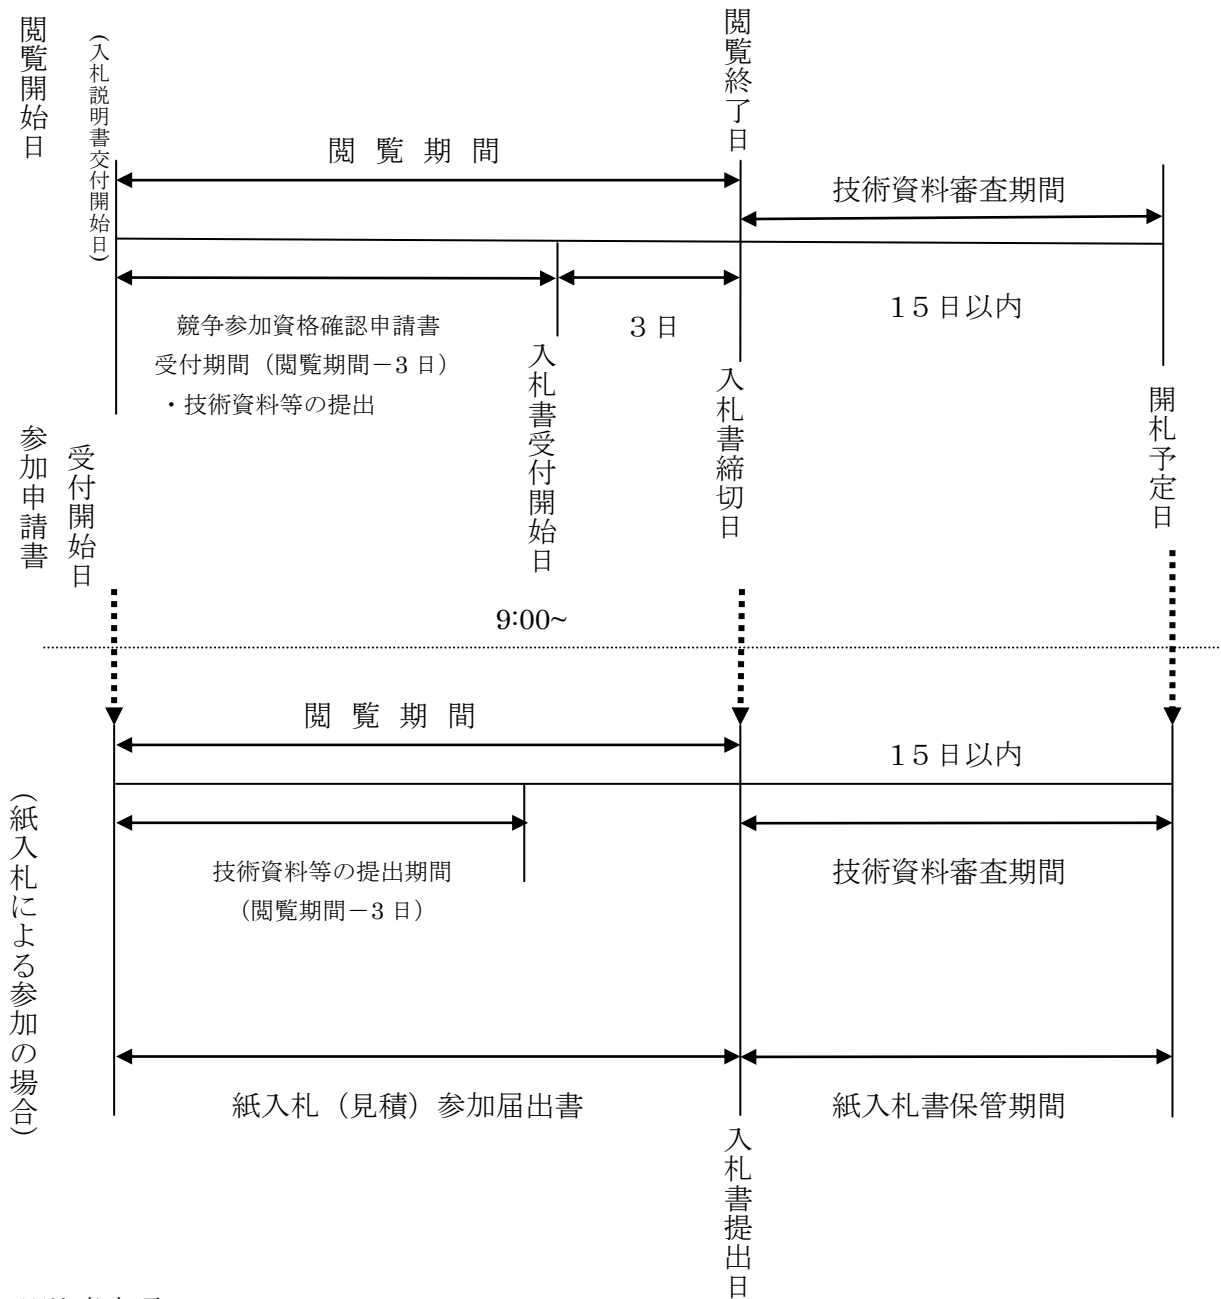 閲覧開始日
(入札説明書交付開始日)
閲覧終了日
閲 覧 期 間
技術資料審査期間
競争参加資格確認申請書
受付期間（閲覧期間－3 日）
・技術資料等の提出
3 日
１５日以内
入札書受付開始日
入札書締切日
開札予定日
参加申請書
受付開始日
9:00~
(紙入札による参加の場合)
閲 覧 期 間
１５日以内
技術資料等の提出期間
（閲覧期間－3 日）
技術資料審査期間
紙入札（見積）参加届出書
紙入札書保管期間
入札書提出日